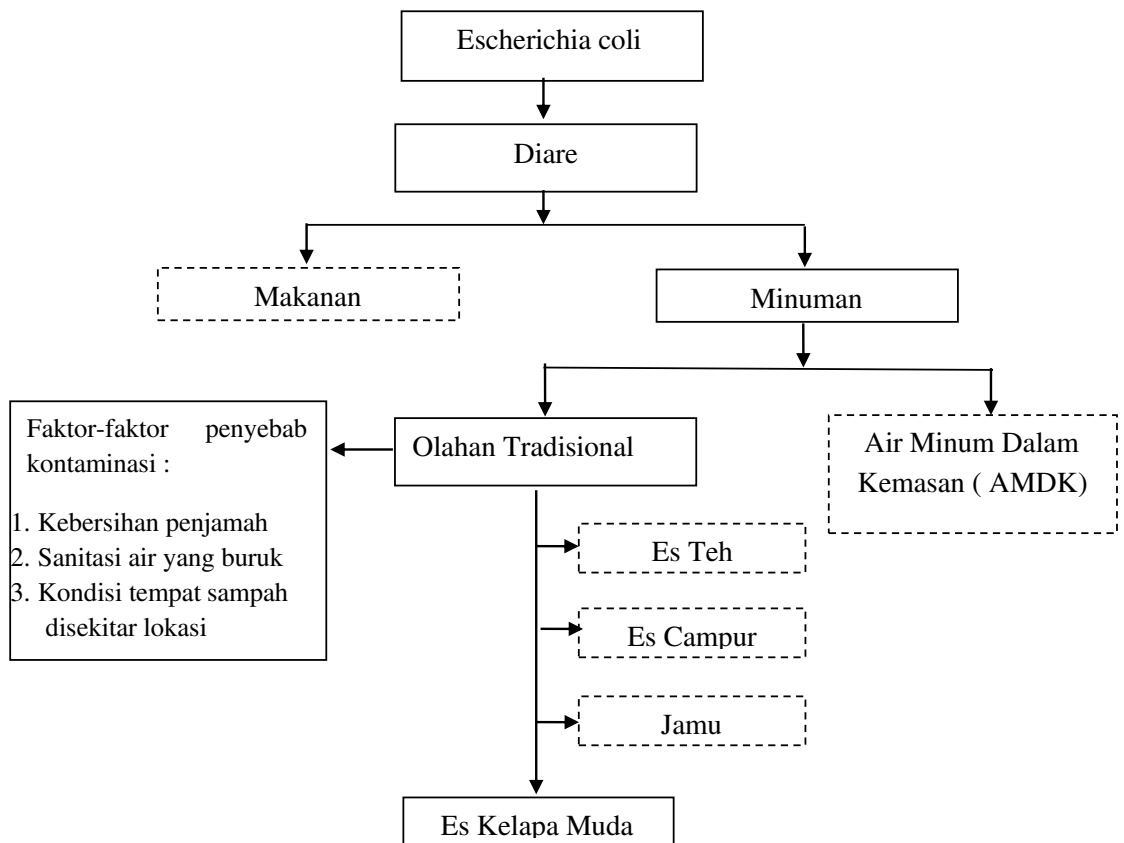 Escherichia coli
Diare
Makanan
Minuman
Faktor-faktor penyebab
kontaminasi :
1. Kebersihan penjamah
2. Sanitasi air yang buruk
3. Kondisi tempat sampah
disekitar lokasi
Olahan Tradisional
Air Minum Dalam
Kemasan ( AMDK)
Es Teh
Es Campur
Jamu
Es Kelapa Muda